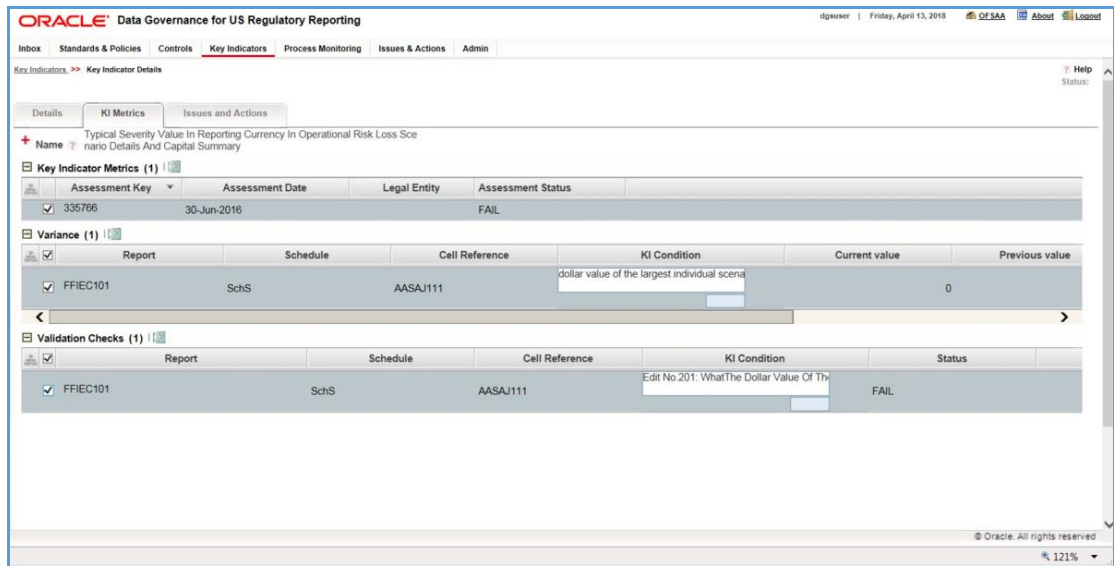 ORACLE® Data Governance for US Regulatory Reporting
dgsuser | Friday, April 13, 2018 OFSAA About Logout
Inbox Standards & Policies Controls Key Indicators Process Monitoring Issues & Actions Admin
Key Indicators >> Key Indicator Details
? Help
Status:
Details KI Metrics Issues and Actions
Typical Severity Value In Reporting Currency In Operational Risk Loss Sce
+ Name ? nario Details And Capital Summary
Key Indicator Metrics (1)
Assessment Key Assessment Date Legal Entity Assessment Status
335766 30-Jun-2016 FAIL
Variance (1)
Report Schedule Cell Reference KI Condition Current value Previous value
dollar value of the largest individual scena
FFIEC101 SchS AASAJ111 0
Validation Checks (1)
Report Schedule Cell Reference KI Condition Status
Edit No.201: WhatThe Dollar Value Of Th
FFIEC101 SchS AASAJ111 FAIL
© Oracle. All rights reserved
121%